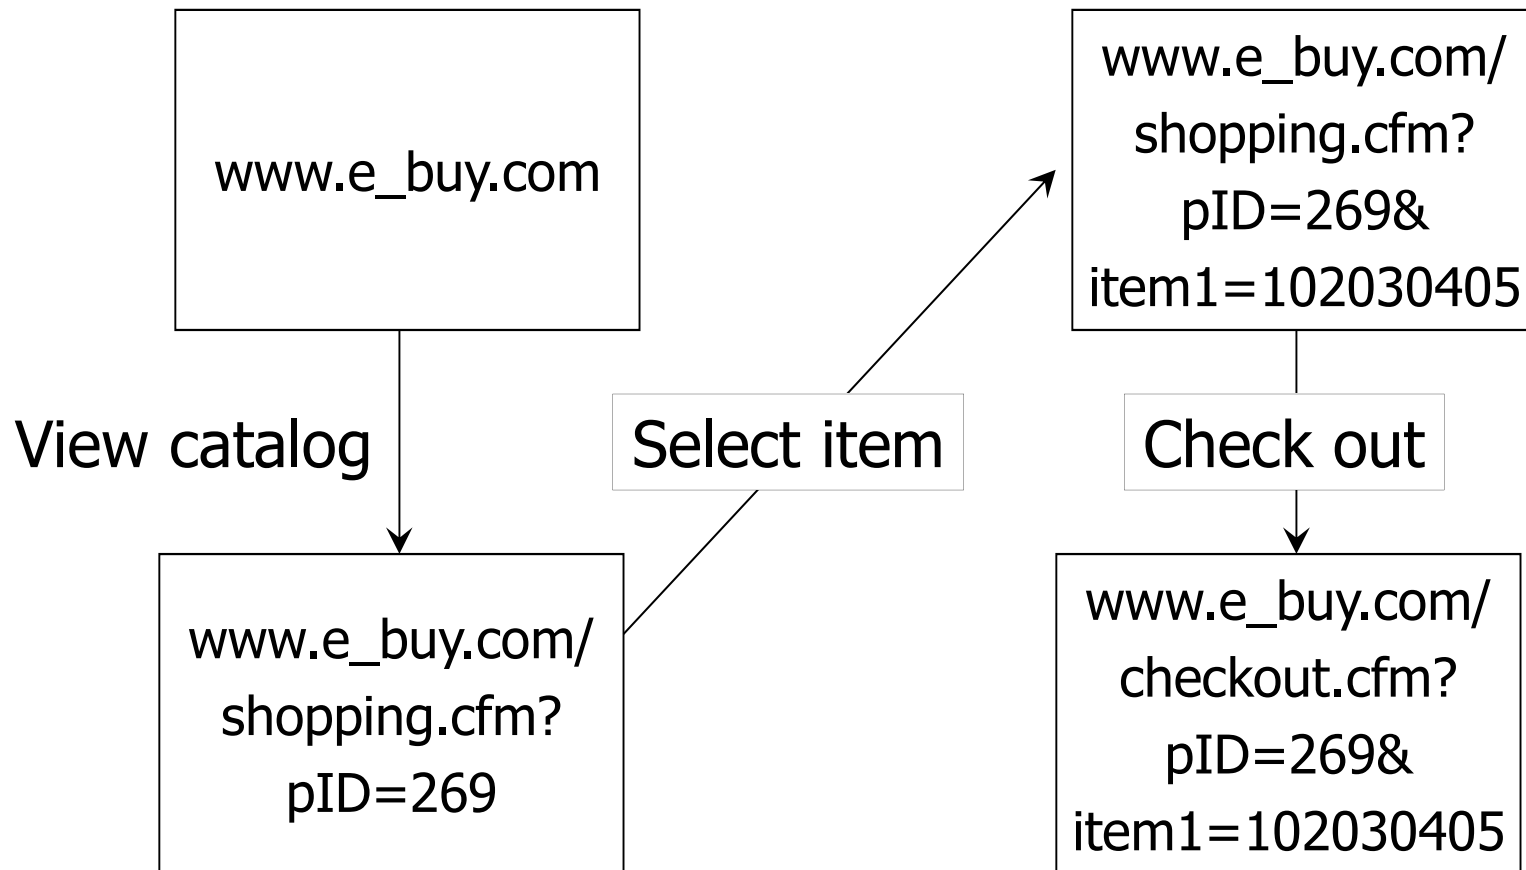 www.e_buy.com
View catalog
www.e_buy.com/
shopping.cfm?
pID=269
Select item
www.e_buy.com/
shopping.cfm?
pID=269&
item1=102030405
Check out
www.e_buy.com/
checkout.cfm?
pID=269&
item1=102030405